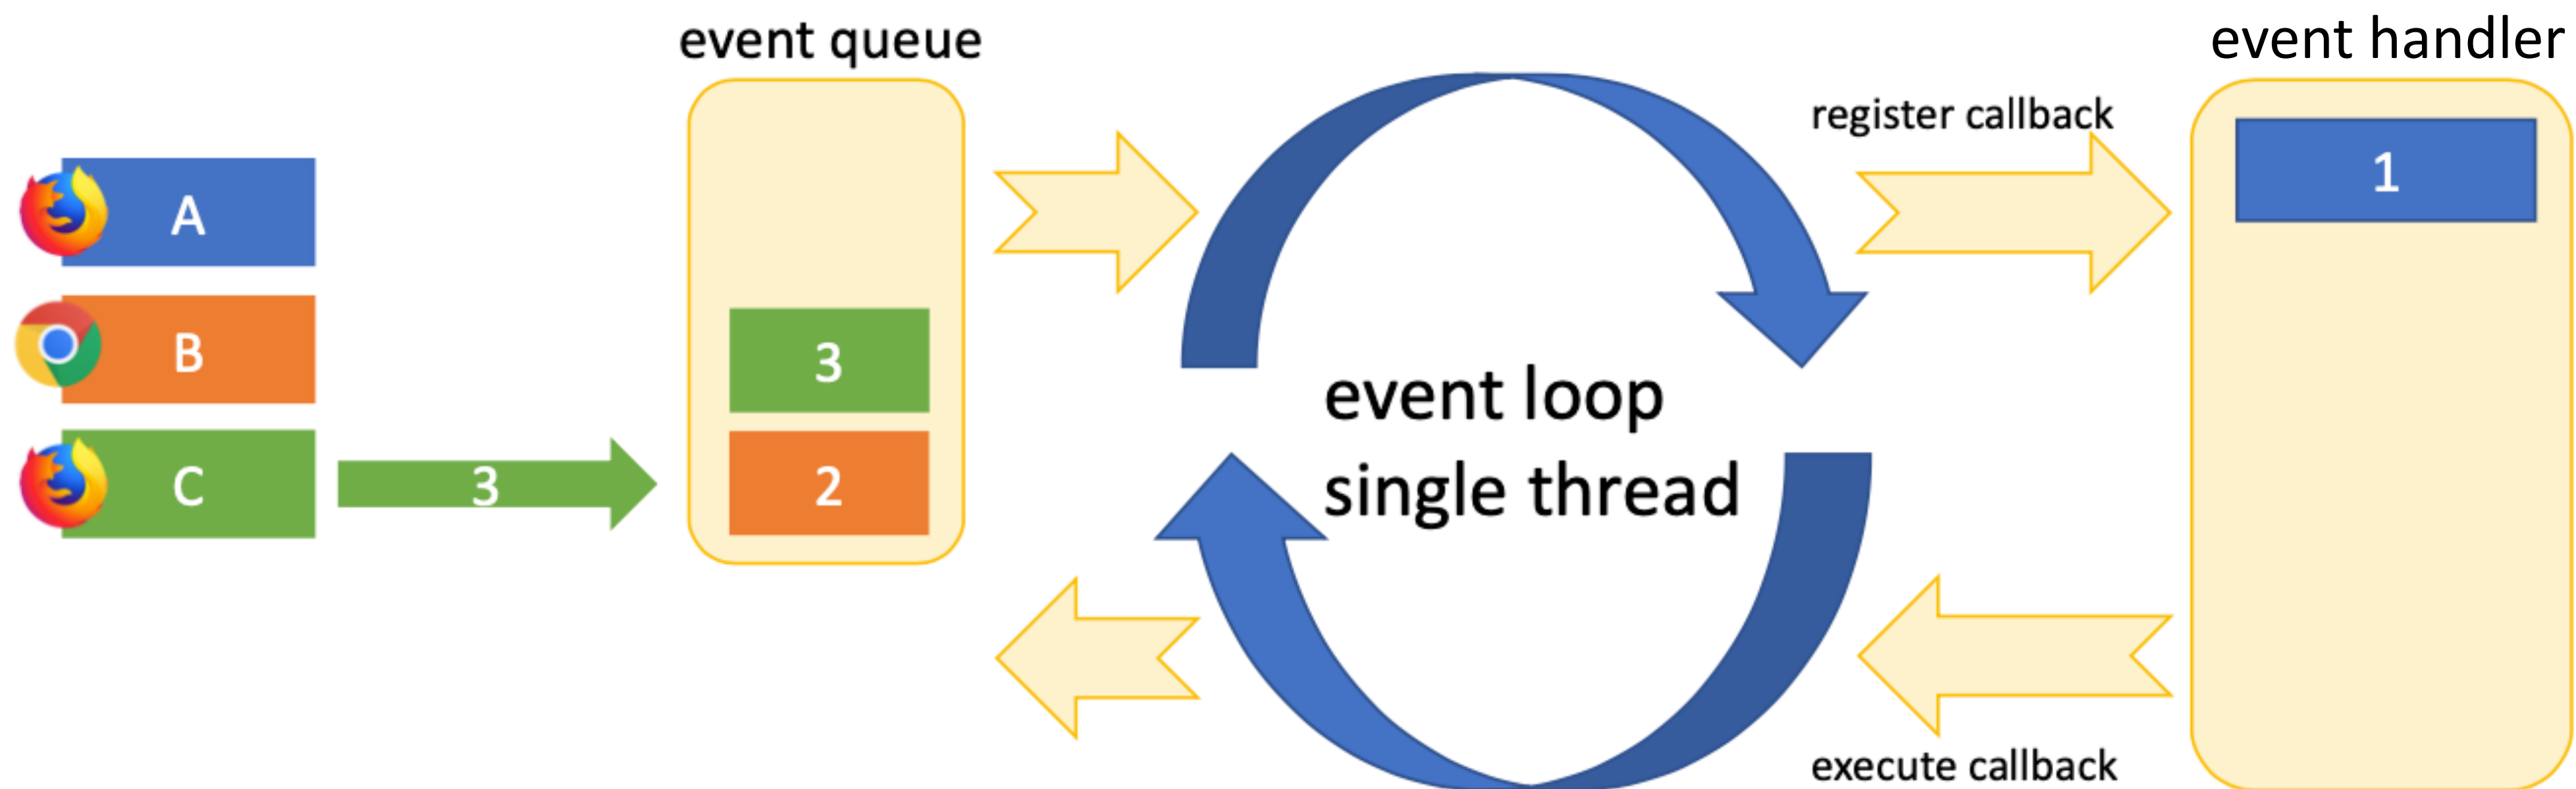 event queue
event handler
register callback
A
1
B
3
C
3
2
event loop
single thread
execute callback